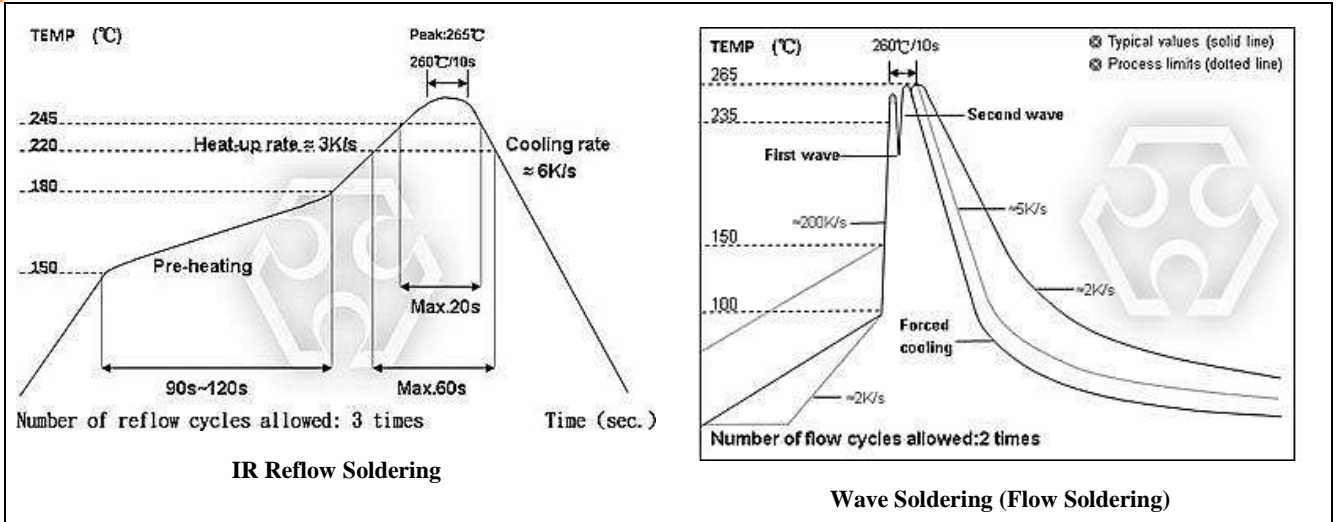 TEMP (℃)
Peak:265℃
260℃/10s
245
Heat-up rate ≈ 3K/s
Cooling rate
≈ 6K/s
220
180
150
Pre-heating
Max.20s
90s~120s
Max.60s
Number of reflow cycles allowed: 3 times
Time (sec.)
IR Reflow Soldering
TEMP (℃)
260℃/10s
Typical values (solid line)
Process limits (dotted line)
265
235
Second wave
First wave
≈200K/s
≈5K/s
150
≈2K/s
100
Forced
cooling
≈2K/s
Number of flow cycles allowed:2 times
Wave Soldering (Flow Soldering)